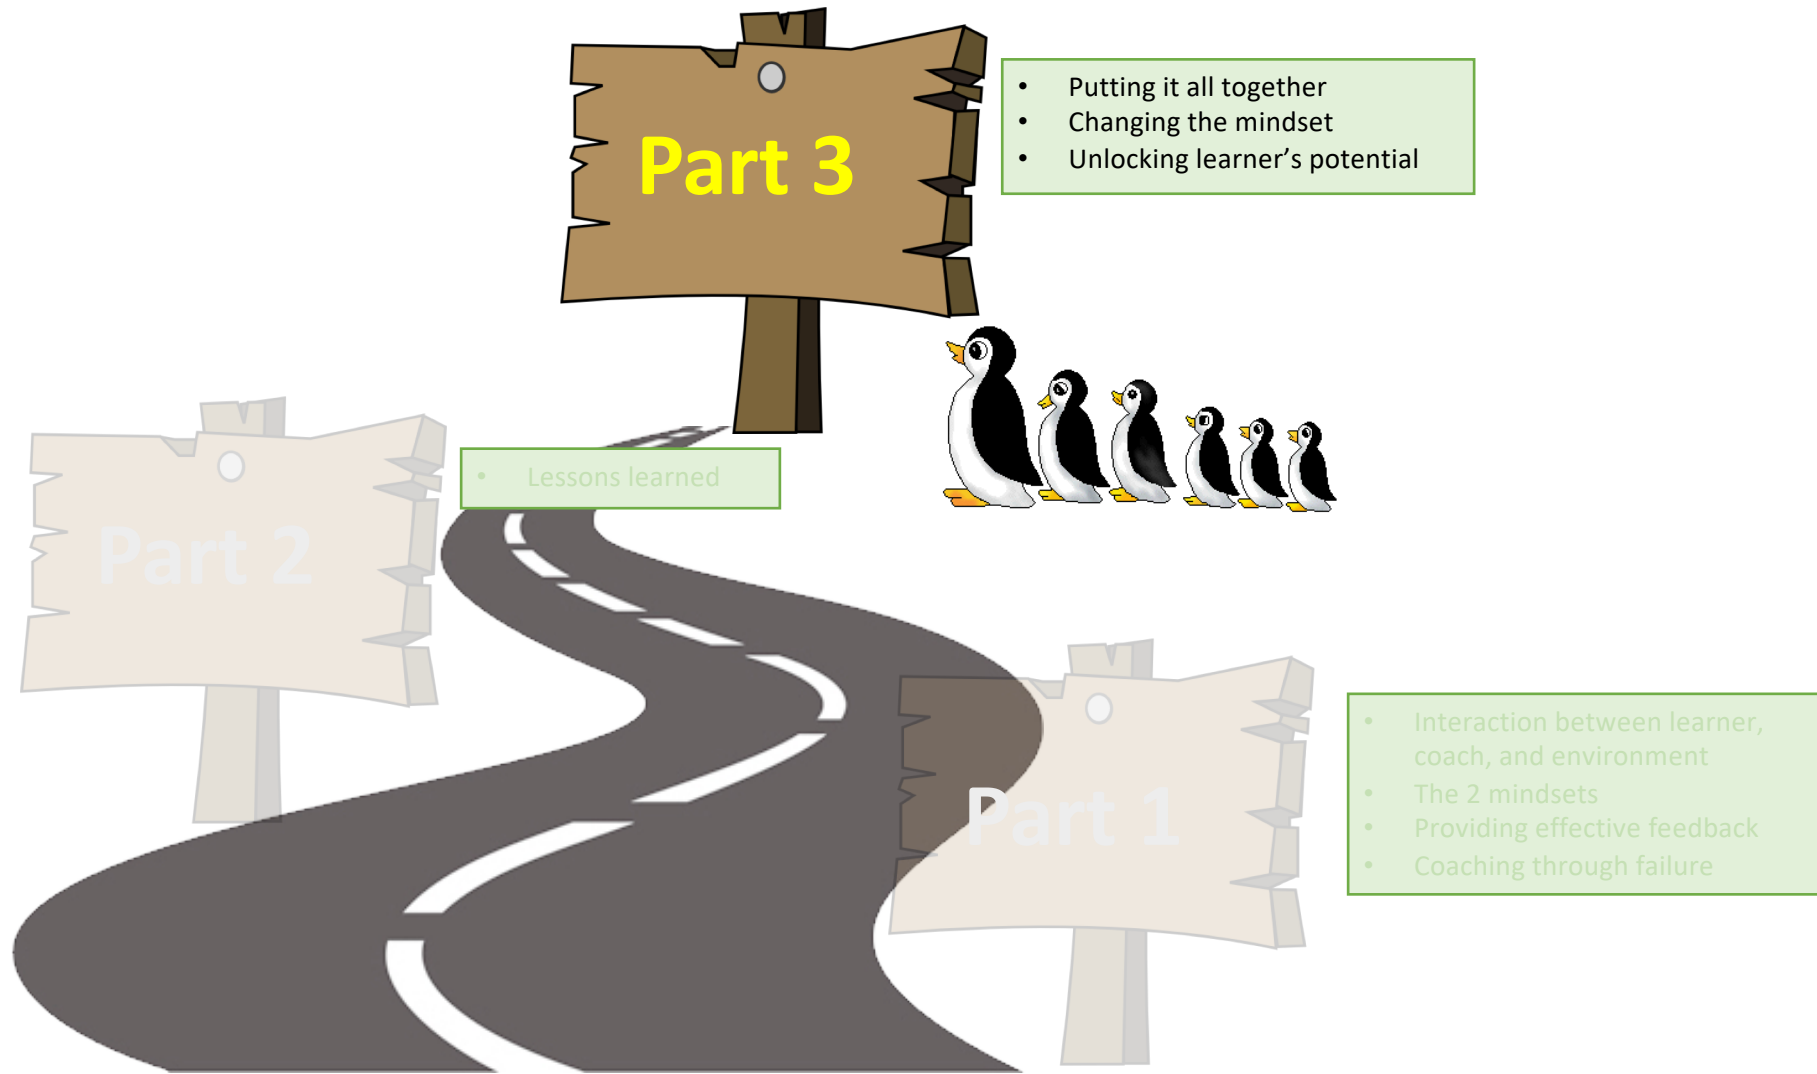 Part 3
• Putting it all together
• Changing the mindset
• Unlocking learner’s potential
Part 2
• Lessons learned
Part 1
• Interaction between learner,
coach, and environment
• The 2 mindsets
• Providing effective feedback
• Coaching through failure